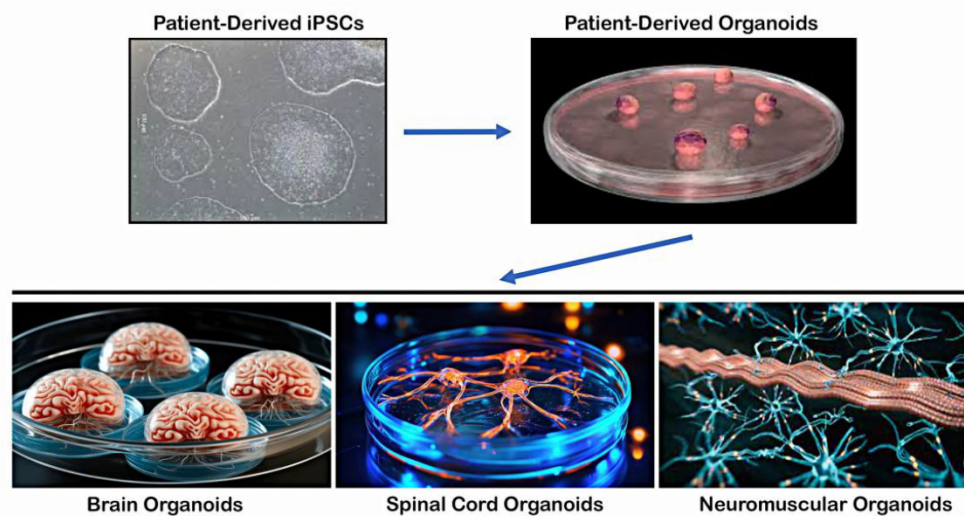 Patient-Derived iPSCs
Patient-Derived Organoids
Brain Organoids
Spinal Cord Organoids
Neuromuscular Organoids